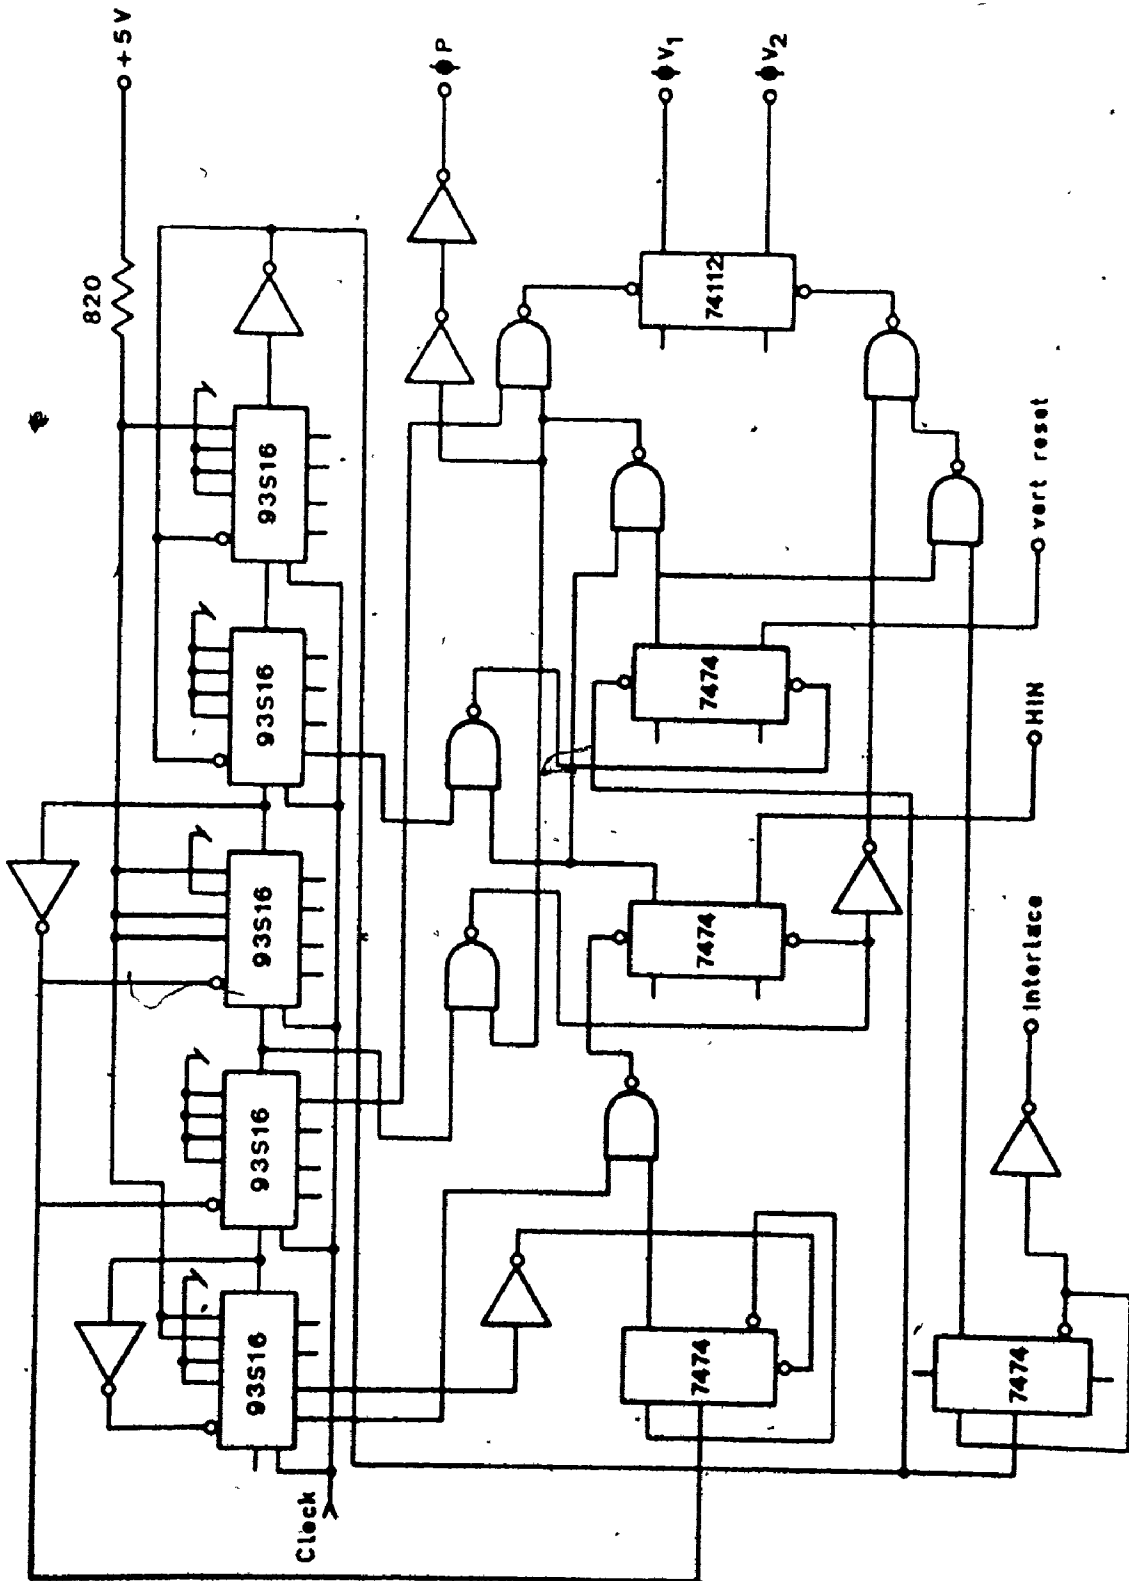 +5V
820
ϕP
ϕV1
ϕV2
93S16
93S16
93S16
93S16
93S16
74112
7474
7474
7474
7474
Clock
vert reset
HIN
Interlace